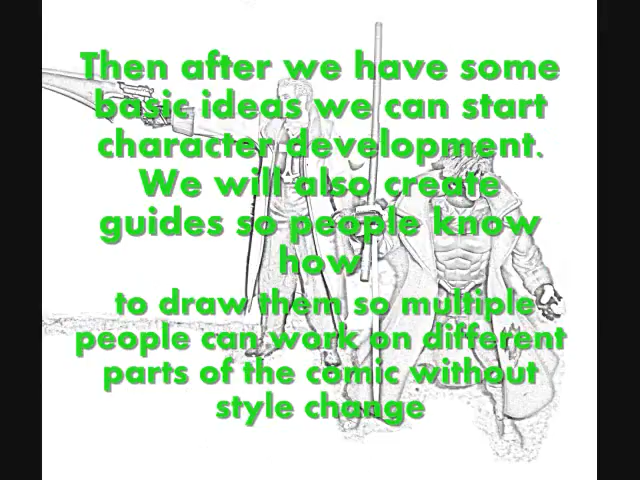 Then after we have some
basic ideas we can start
character development.
We will also create
guides so people know
how
to draw them so multiple
people can work on different
parts of the comic without
style change